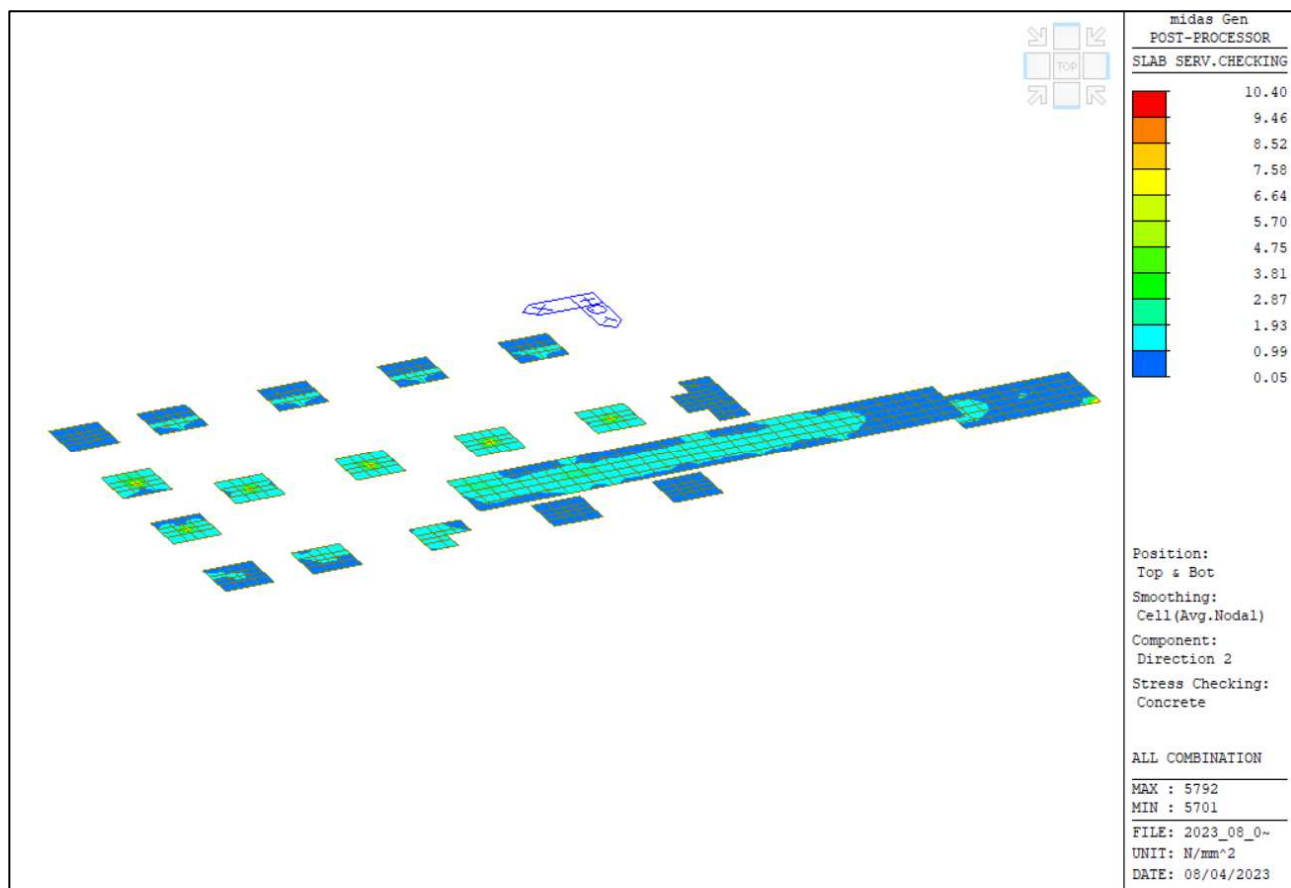 midas Gen
POST-PROCESSOR
SLAB SERV.CHECKING
TOP
10.40
9.46
8.52
7.58
6.64
5.70
4.75
3.81
2.87
1.93
0.99
0.05
Position:
Top & Bot
Smoothing:
Cell(Avg.Nodal)
Component:
Direction 2
Stress Checking:
Concrete
ALL COMBINATION
MAX : 5792
MIN : 5701
FILE: 2023_08_0~
UNIT: N/mm^2
DATE: 08/04/2023